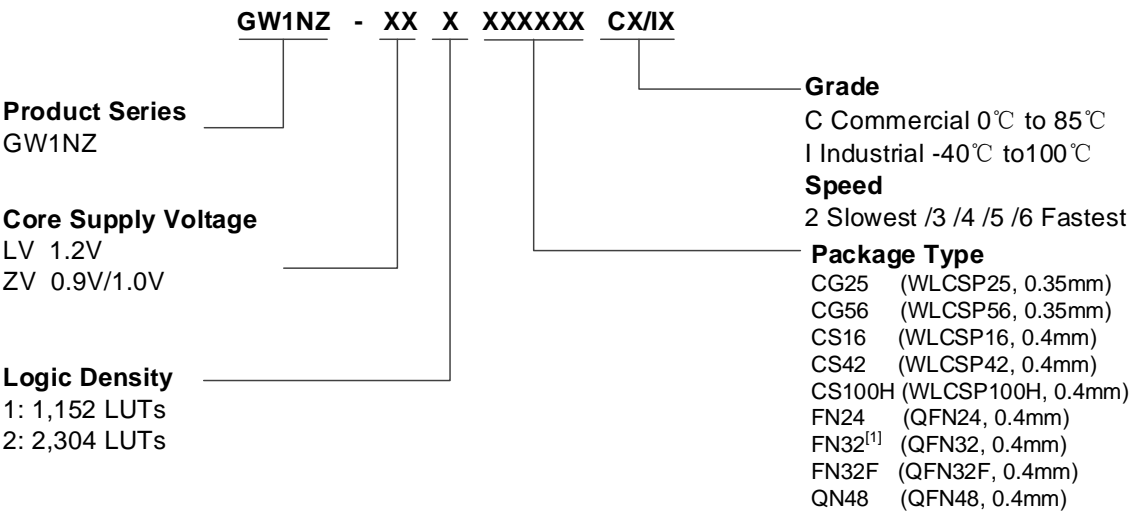 GW1NZ - XX X XXXXXX CX/IX
Product Series
GW1NZ
Core Supply Voltage
LV 1.2V
ZV 0.9V/1.0V
Logic Density
1: 1,152 LUTs
2: 2,304 LUTs
Grade
C Commercial 0℃ to 85℃
I Industrial -40℃ to100℃
Speed
2 Slowest /3 /4 /5 /6 Fastest
Package Type
CG25 (WLCSP25, 0.35mm)
CG56 (WLCSP56, 0.35mm)
CS16 (WLCSP16, 0.4mm)
CS42 (WLCSP42, 0.4mm)
CS100H (WLCSP100H, 0.4mm)
FN24 (QFN24, 0.4mm)
FN32[1] (QFN32, 0.4mm)
FN32F (QFN32F, 0.4mm)
QN48 (QFN48, 0.4mm)